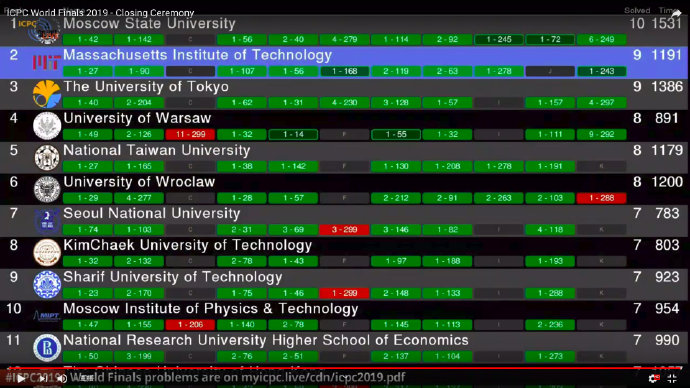 ICPC World Finals 2019 - Closing Ceremony
Solved Time
1 Moscow State University 10 1531
1 - 42 1 - 142 C 1 - 56 2 - 40 4 - 279 1 - 114 2 - 91 1 - 245 1 - 72 6 - 249
2 Massachusetts Institute of Technology 9 1191
1 - 27 1 - 90 C 1 - 107 1 - 56 1 - 168 2 - 119 2 - 63 1 - 278 J 1 - 243
3 The University of Tokyo 9 1386
1 - 40 2 - 204 C 1 - 62 1 - 31 4 - 230 3 - 128 1 - 57 I 1 - 157 4 - 297
4 University of Warsaw 8 891
1 - 49 2 - 126 11 - 299 1 - 32 1 - 14 F 1 - 55 1 - 32 I 1 - 111 9 - 292
5 National Taiwan University 8 1179
1 - 27 1 - 165 C 1 - 38 1 - 142 F 1 - 130 1 - 208 1 - 278 1 - 191 K
6 University of Wroclaw 8 1200
1 - 29 4 - 277 C 1 - 28 1 - 57 F 2 - 212 2 - 91 2 - 263 2 - 103 1 - 288
7 Seoul National University 7 783
1 - 74 1 - 103 C 2 - 31 3 - 69 3 - 299 3 - 146 1 - 82 I 4 - 118 K
8 KimChaek University of Technology 7 803
1 - 32 2 - 132 C 2 - 78 1 - 43 F 1 - 97 1 - 188 I 1 - 193 K
9 Sharif University of Technology 7 923
1 - 23 2 - 170 C 1 - 75 1 - 46 1 - 299 2 - 148 1 - 133 I 1 - 288 K
10 Moscow Institute of Physics & Technology 7 954
1 - 47 1 - 155 1 - 206 1 - 140 2 - 78 F 1 - 145 1 - 113 I 2 - 236 K
11 National Research University Higher School of Economics 7 990
1 - 50 3 - 199 C 2 - 76 2 - 51 F 2 - 137 1 - 104 I 1 - 273 K
#ICPC2019 World Finals problems are on myicpc.live/cdn/icpc2019.pdf